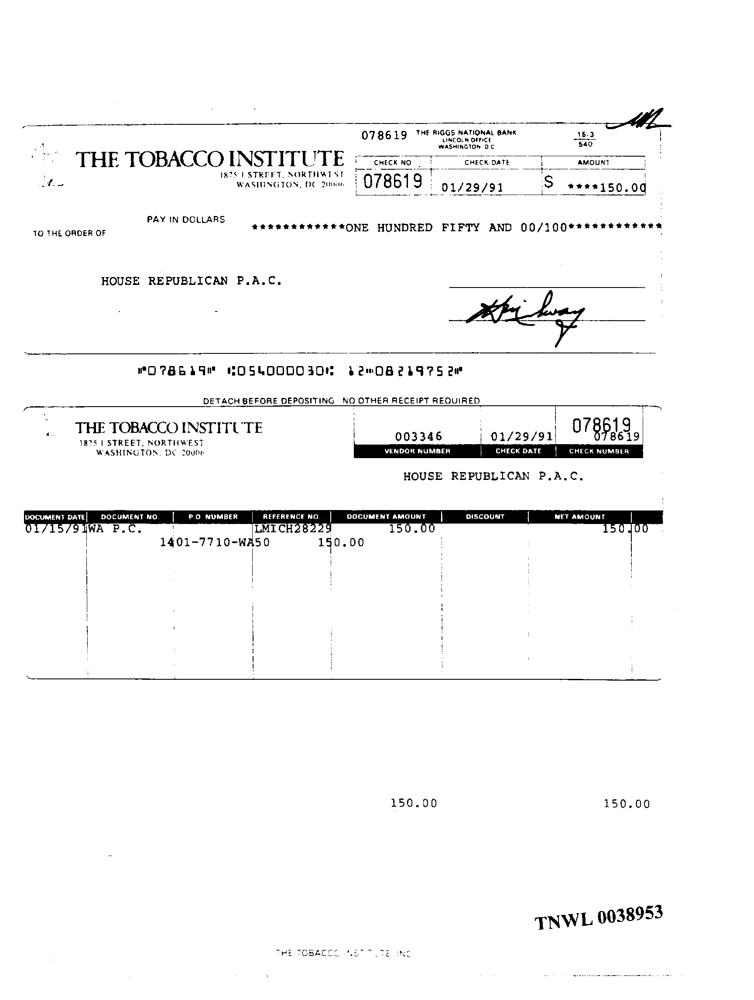 078619 THE RIGGS NATIONAL BANK
LINCOLN OFFICE
WASHINGTON D C
15-3
540
THE TOBACCO INSTITUTE
1875 I STREET, NORTHWEST
WASHINGTON, DC 20006
CHECK NO CHECK DATE AMOUNT
078619 01/29/91 $ ****150.00
PAY IN DOLLARS ************ONE HUNDRED FIFTY AND 00/100************
TO THE ORDER OF
HOUSE REPUBLICAN P.A.C.
⑈078619⑈ ⑆054000030⑆ 12⑉08219752⑈
DETACH BEFORE DEPOSITING NO OTHER RECEIPT REQUIRED
THE TOBACCO INSTITUTE
1875 I STREET, NORTHWEST
WASHINGTON, DC 20006
078619
003346 01/29/91 078619
VENDOR NUMBER CHECK DATE CHECK NUMBER
HOUSE REPUBLICAN P.A.C.
DOCUMENT DATE DOCUMENT NO. P.O. NUMBER REFERENCE NO. DOCUMENT AMOUNT DISCOUNT NET AMOUNT
01/15/91 WA P.C. LMICH28229 150.00 150.00
1401-7710-WA50 150.00
150.00 150.00
TNWL 0038953
THE TOBACCO INSTITUTE INC